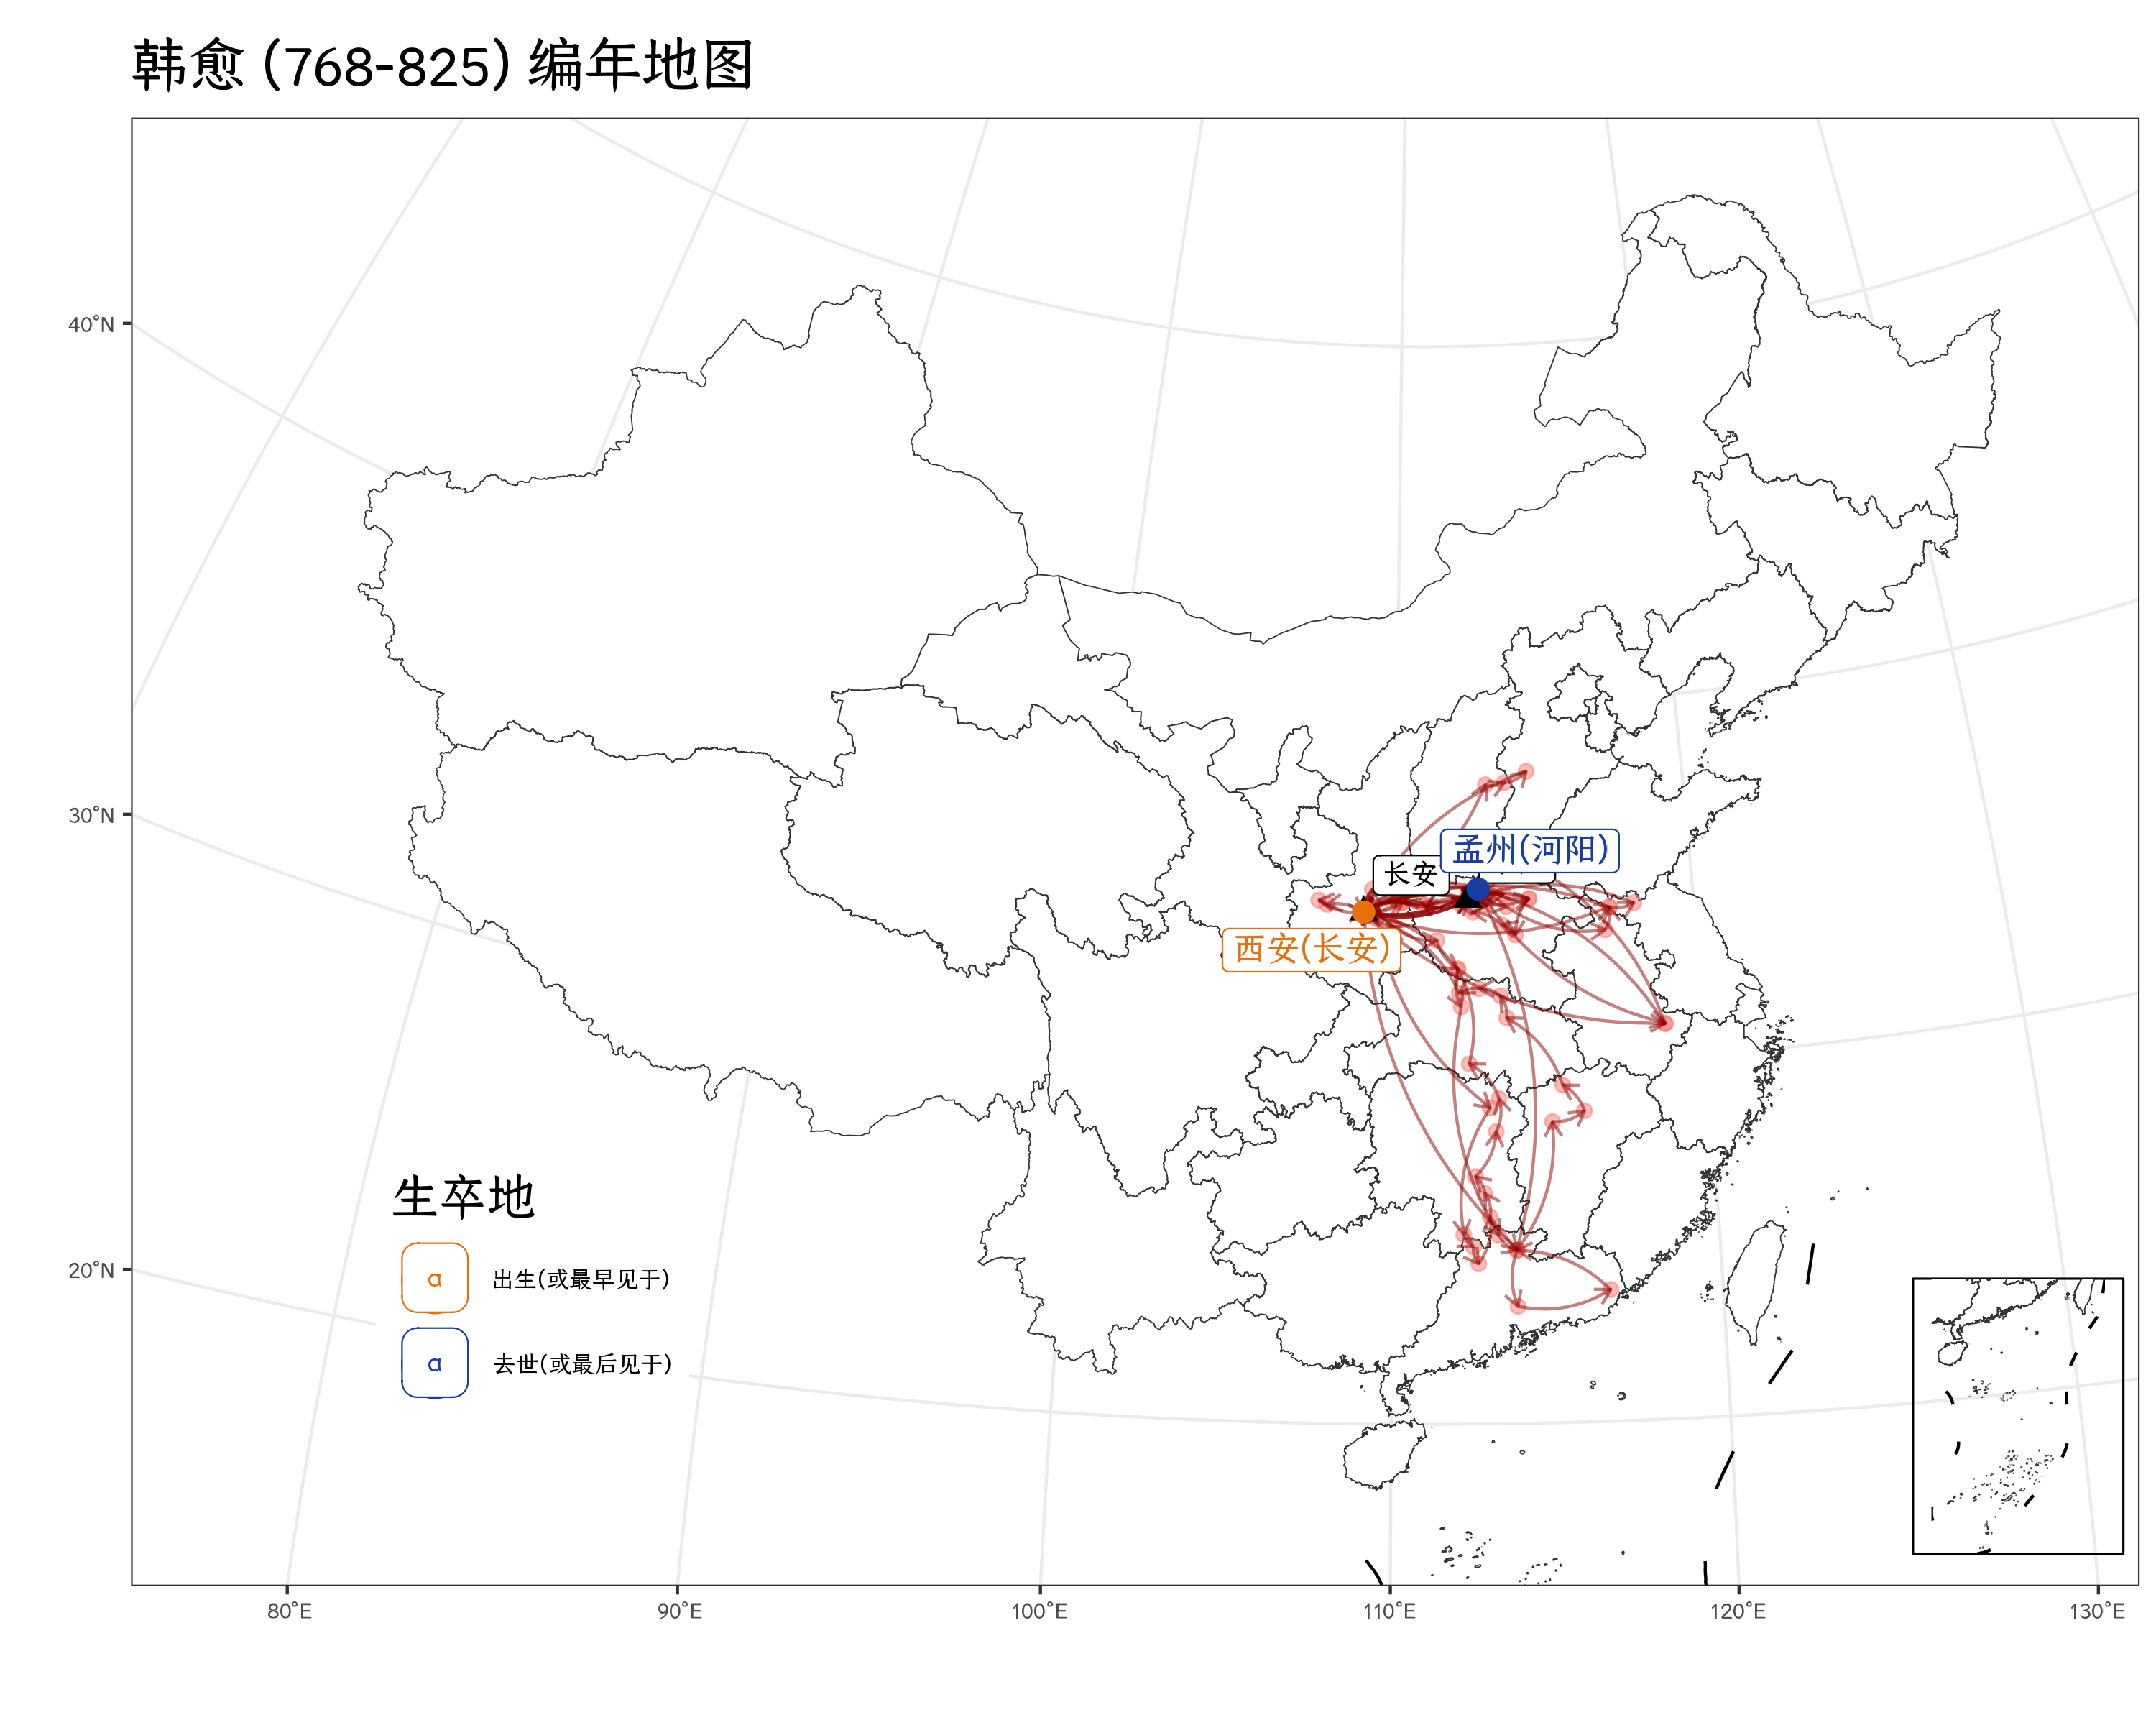 韩愈(768-825)编年地图
40°N
30°N
20°N
孟州(河阳)
长安
西安(长安)
生卒地
a 出生(或最早见于)
a 去世(或最后见于)
80°E 90°E 100°E 110°E 120°E 130°E